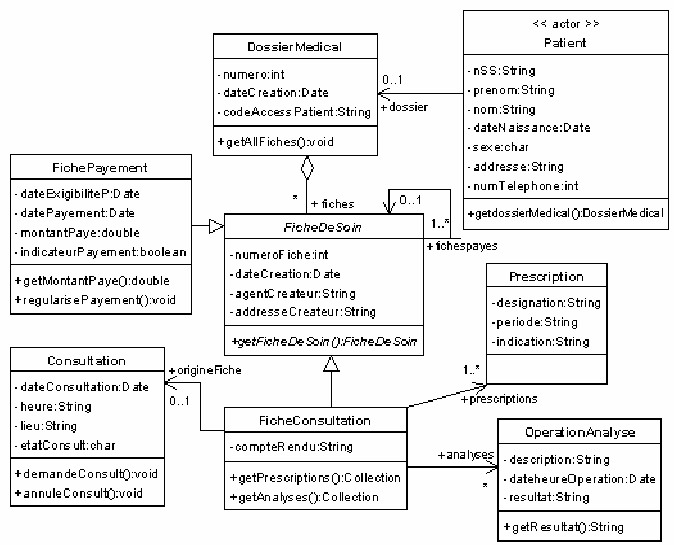 DossierMedical
- numero:int
- dateCreation:Date
- codeAccessPatient:String
+ getAllFiches():void
<< actor >>
Patient
- nSS:String
- prenom:String
- nom:String
- dateNaissance:Date
- sexe:char
- addresse:String
- numTelephone:int
+ getdossierMedical():DossierMedical
0..1
+ dossier
FichePayement
- dateExigibiliteP:Date
- datePayement:Date
- montantPaye:double
- indicateurPayement:boolean
+ getMontantPaye():double
+ regularisePayement():void
*
+ fiches
0..1
1..*
+ fichespayes
FicheDeSoin
- numeroFiche:int
- dateCreation:Date
- agentCreateur:String
- addresseCreateur:String
+ getFicheDeSoin():FicheDeSoin
Prescription
- designation:String
- periode:String
- indication:String
Consultation
- dateConsultation:Date
- heure:String
- lieu:String
- etatConsult:char
+ demandeConsult():void
+ annuleConsult():void
+ origineFiche
0..1
1..*
+ prescriptions
FicheConsultation
- compteRendu:String
+ getPrescriptions():Collection
+ getAnalyses():Collection
+ analyses
*
OperationAnalyse
- description:String
- dateheureOperation:Date
- resultat:String
+ getResultat():String